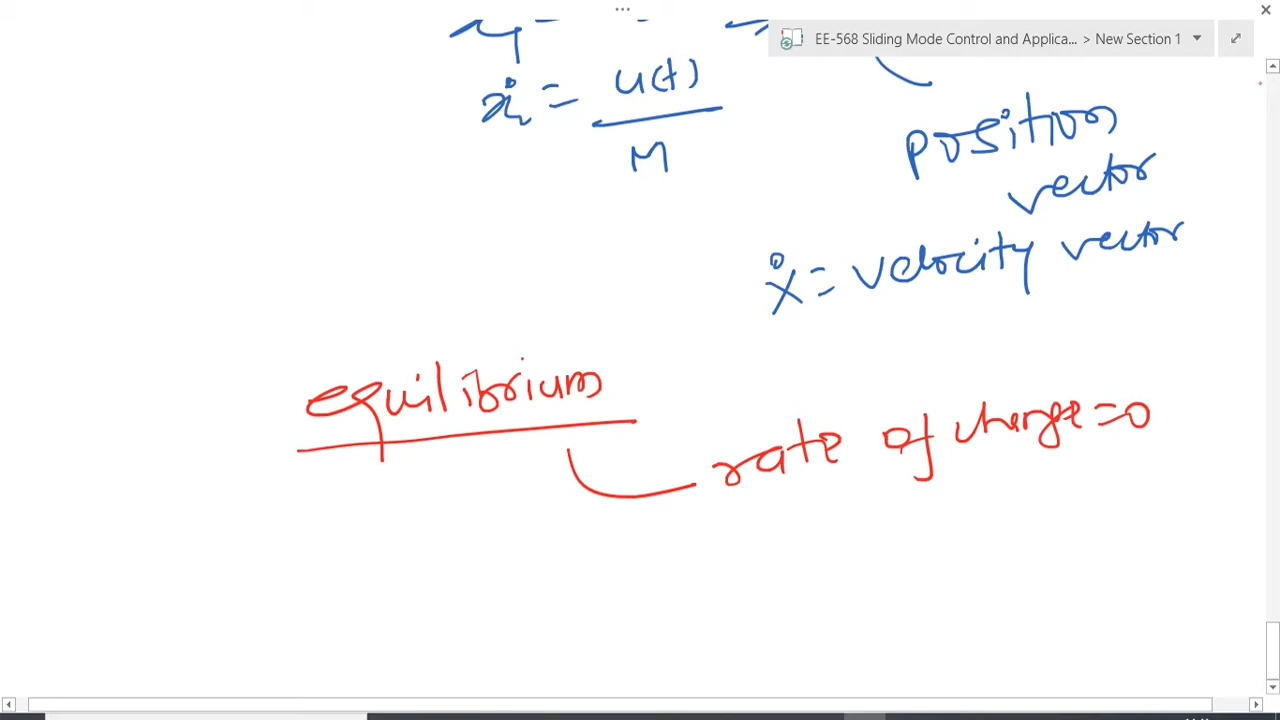 EE-568 Sliding Mode Control and Applica... > New Section 1
u(t)
ẋ₂ = ———
M
position
vector
ẋ = velocity vector
equilibrium
rate of change = 0